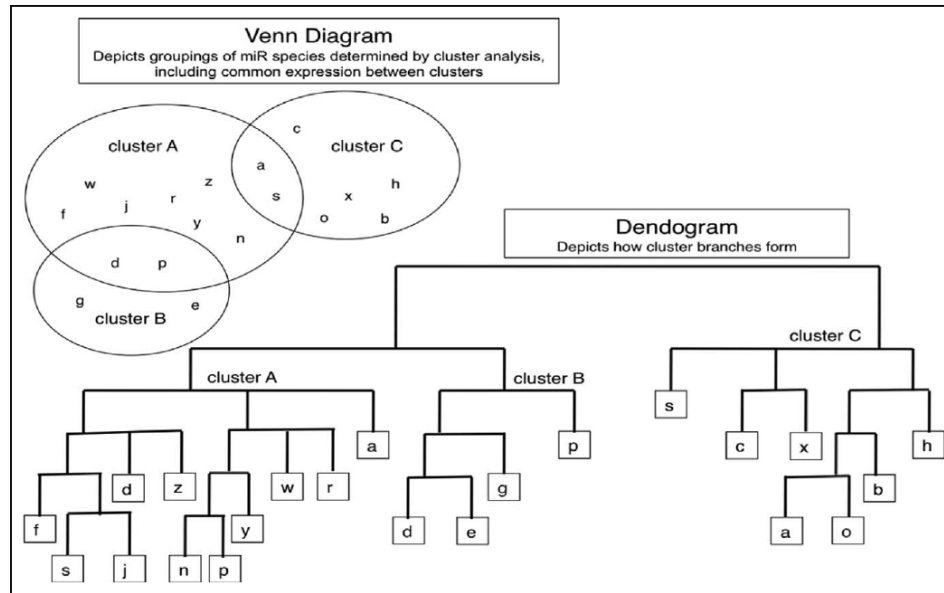 Venn Diagram
Depicts groupings of miR species determined by cluster analysis,
including common expression between clusters
cluster A
w
f
j
r
z
y
n
cluster C
c
a
s
x
h
o
b
d
p
g
e
cluster B
Dendogram
Depicts how cluster branches form
cluster C
cluster A
cluster B
s
a
p
c
x
h
d
z
w
r
g
b
f
y
d
e
a
o
s
j
n
p